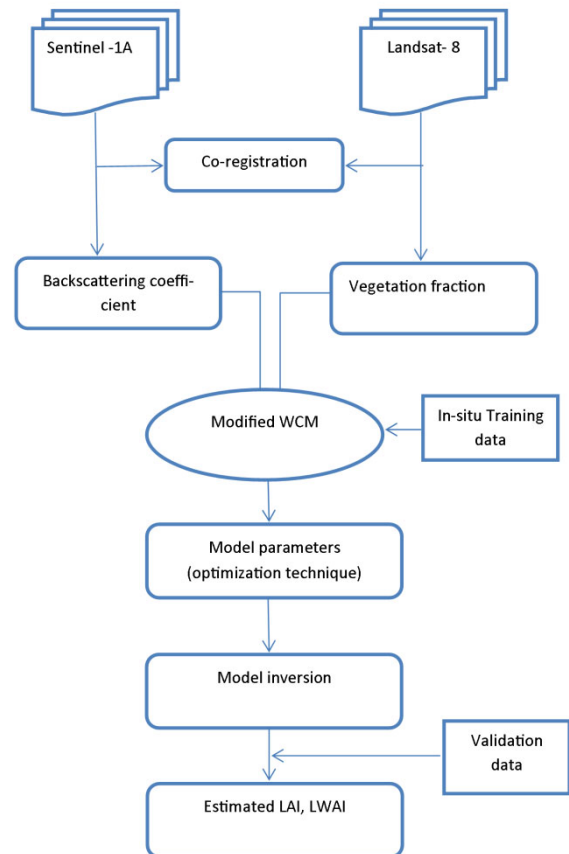 Sentinel -1A
Landsat- 8
Co-registration
Backscattering coeffi-
cient
Vegetation fraction
Modified WCM
In-situ Training
data
Model parameters
(optimization technique)
Model inversion
Validation
data
Estimated LAI, LWAI